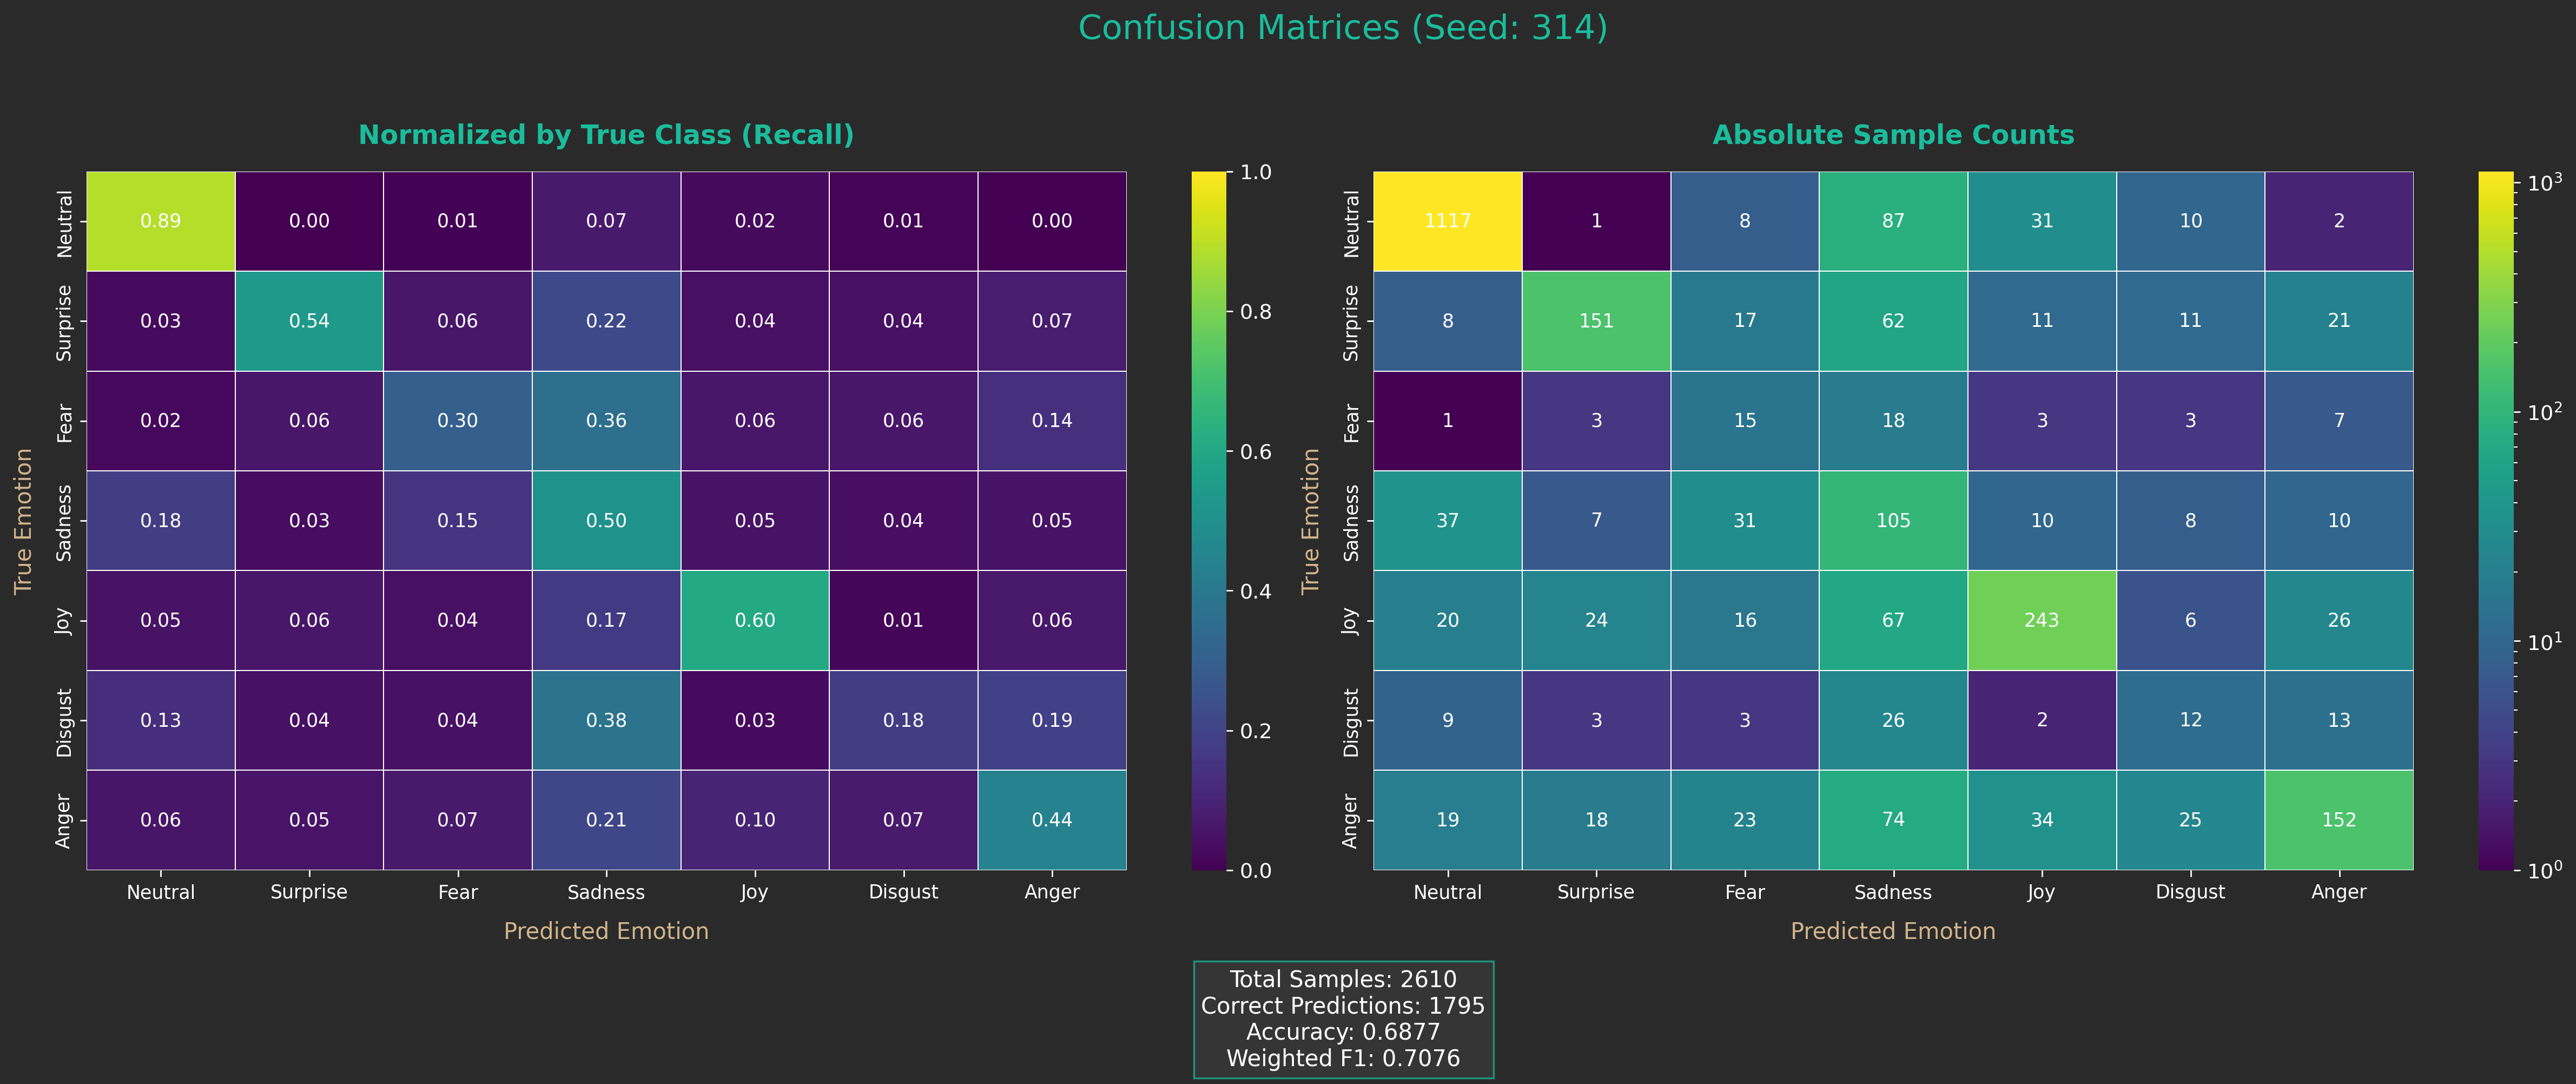 Confusion Matrices (Seed: 314)
Normalized by True Class (Recall)
True Emotion
Neutral 0.89 0.00 0.01 0.07 0.02 0.01 0.00
Surprise 0.03 0.54 0.06 0.22 0.04 0.04 0.07
Fear 0.02 0.06 0.30 0.36 0.06 0.06 0.14
Sadness 0.18 0.03 0.15 0.50 0.05 0.04 0.05
Joy 0.05 0.06 0.04 0.17 0.60 0.01 0.06
Disgust 0.13 0.04 0.04 0.38 0.03 0.18 0.19
Anger 0.06 0.05 0.07 0.21 0.10 0.07 0.44
Neutral Surprise Fear Sadness Joy Disgust Anger
Predicted Emotion
1.0
0.8
0.6
0.4
0.2
0.0
Absolute Sample Counts
True Emotion
Neutral 1117 1 8 87 31 10 2
Surprise 8 151 17 62 11 11 21
Fear 1 3 15 18 3 3 7
Sadness 37 7 31 105 10 8 10
Joy 20 24 16 67 243 6 26
Disgust 9 3 3 26 2 12 13
Anger 19 18 23 74 34 25 152
Neutral Surprise Fear Sadness Joy Disgust Anger
Predicted Emotion
10³
10²
10¹
10⁰
Total Samples: 2610
Correct Predictions: 1795
Accuracy: 0.6877
Weighted F1: 0.7076